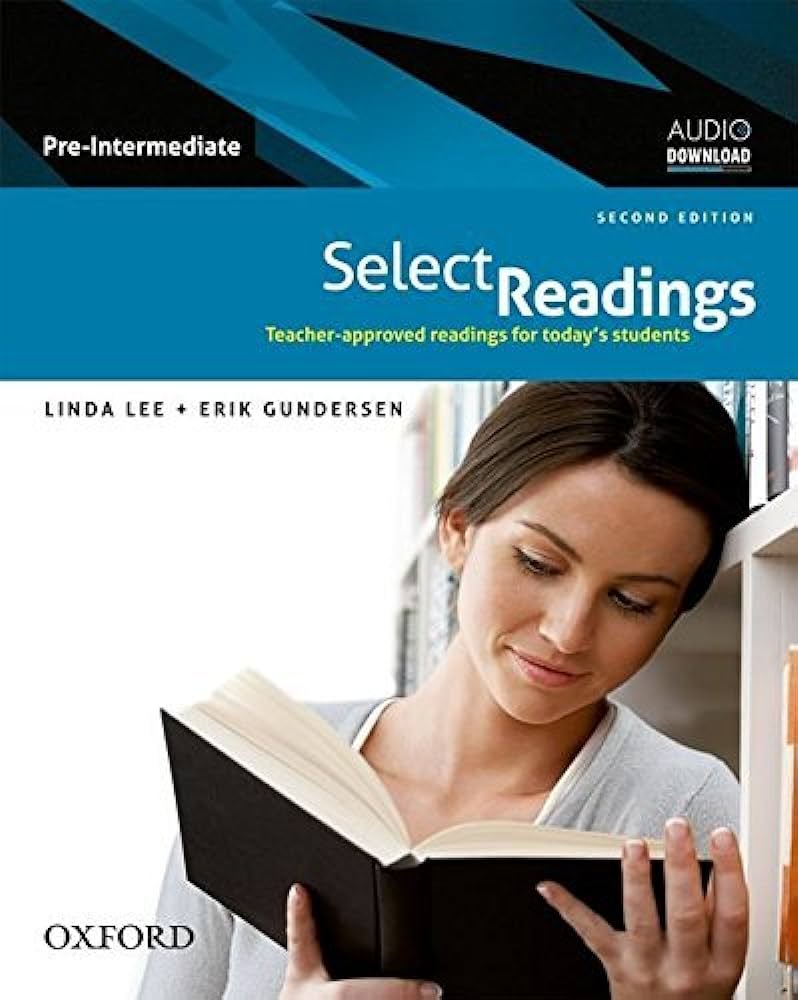 Pre-Intermediate
AUDIO
DOWNLOAD
SECOND EDITION
Select Readings
Teacher-approved readings for today's students
LINDA LEE + ERIK GUNDERSEN
OXFORD